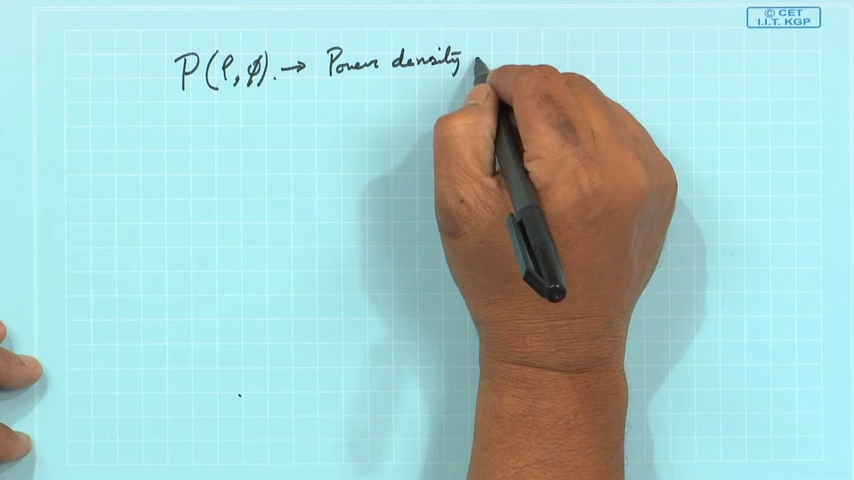 © CET
I.I.T. KGP
P(ρ,φ). → Power density